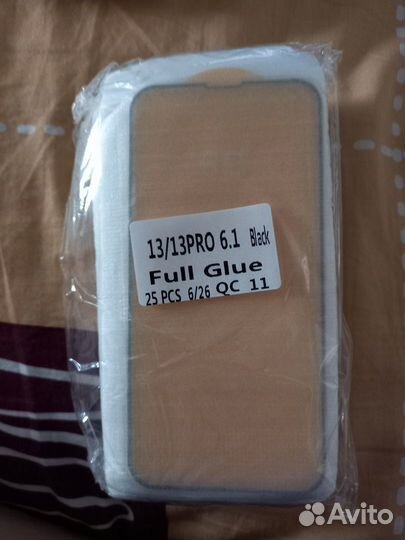 13/13PRO 6.1 Black
Full Glue
25 PCS 6/26 QC 11
Avito